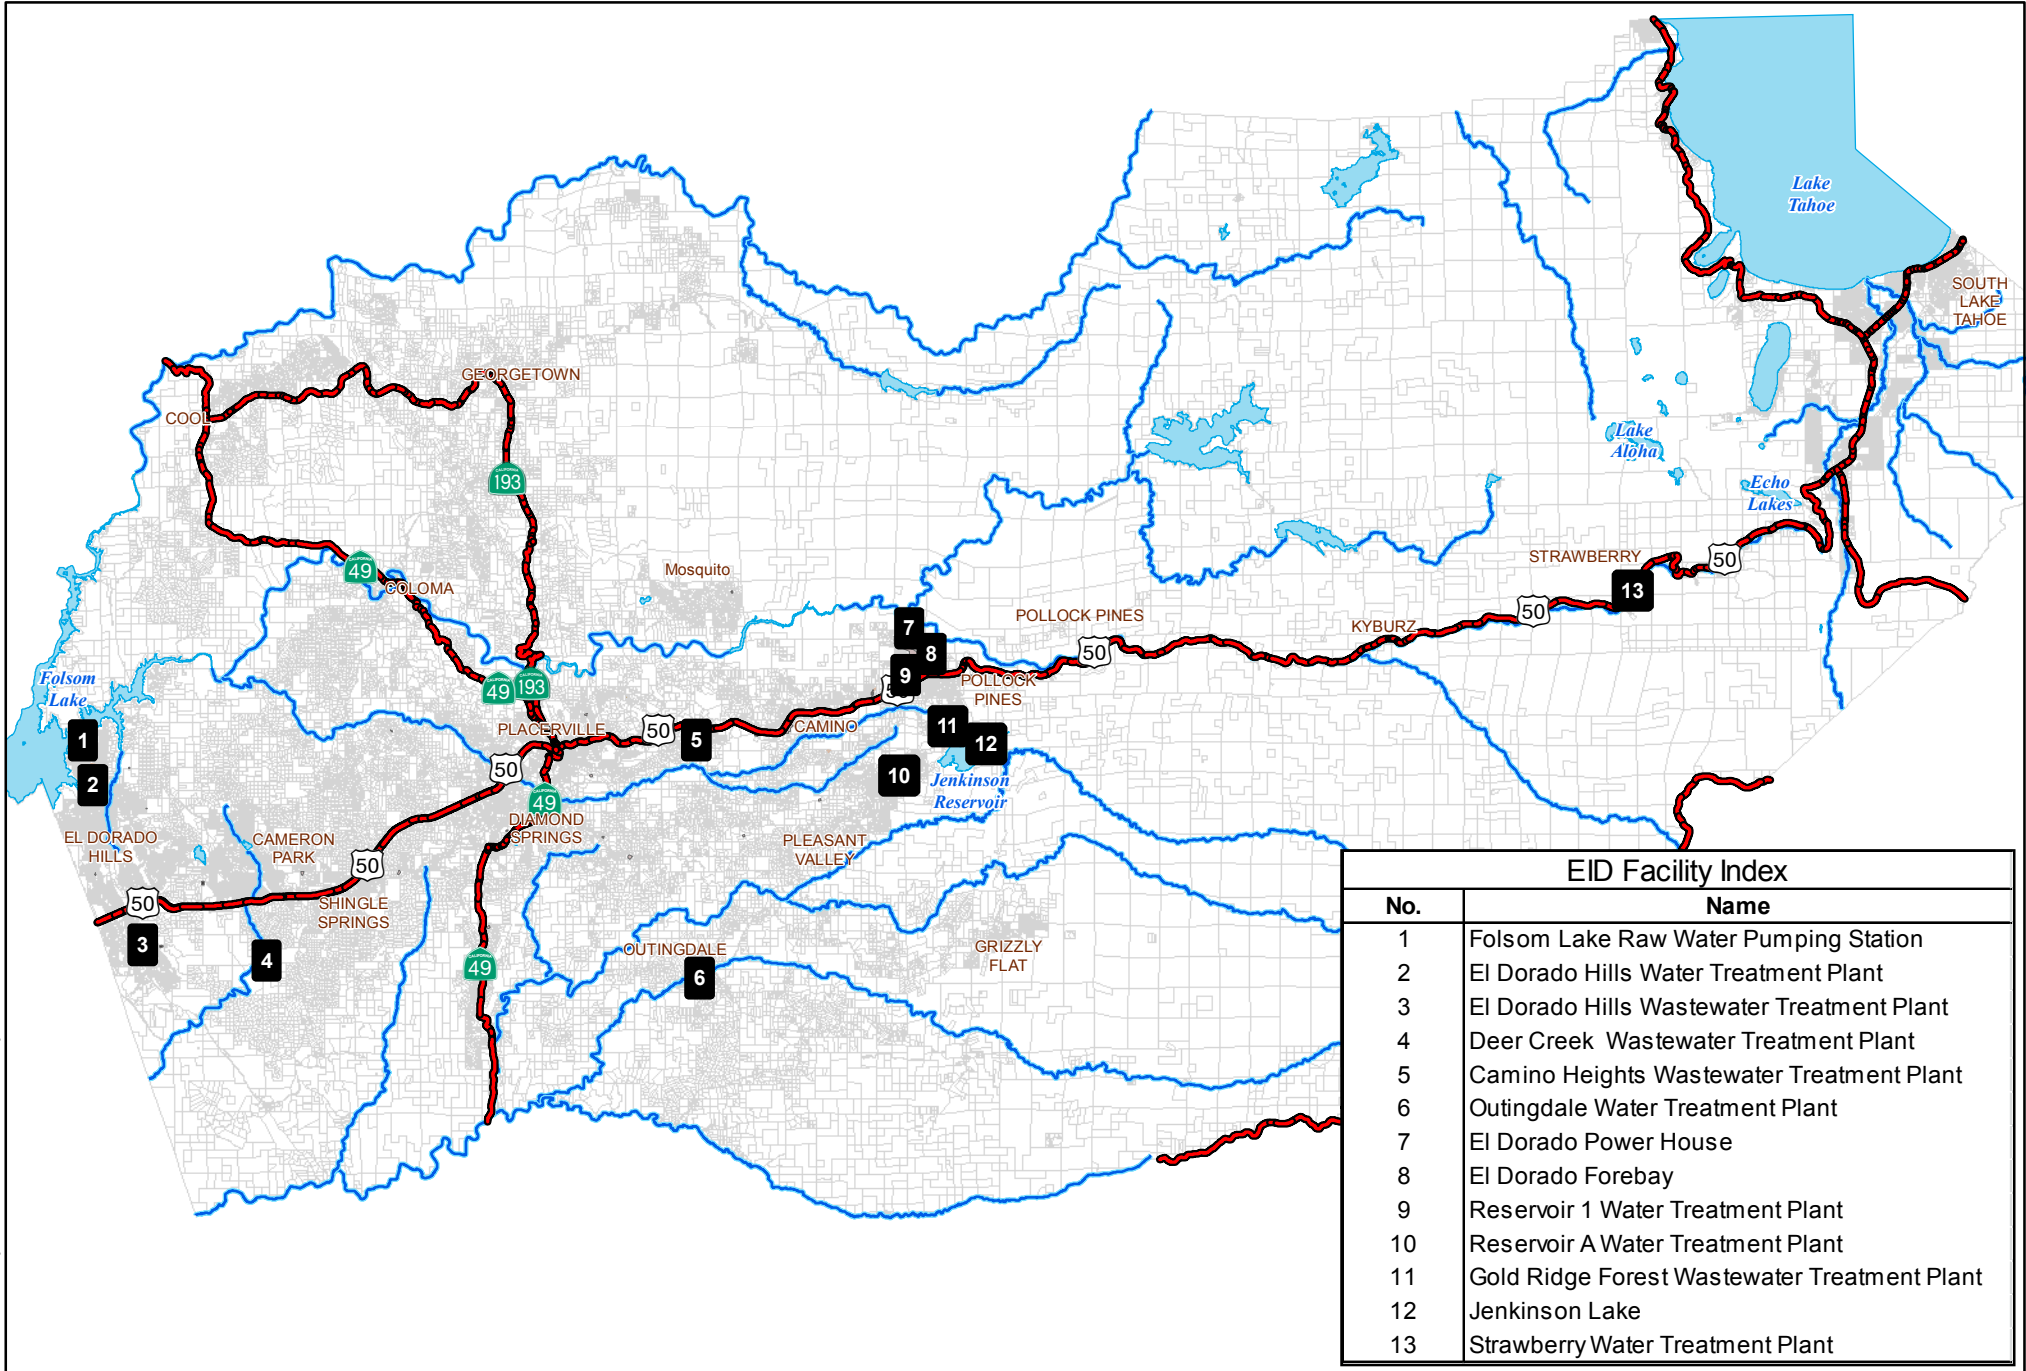 Lake
Tahoe
SOUTH
LAKE
TAHOE
GEORGETOWN
COOL
CALIFORNIA
193
Lake
Aloha
Echo
Lakes
STRAWBERRY
50
13
CALIFORNIA
49
COLOMA
Mosquito
POLLOCK PINES
50
KYBURZ
50
7
8
9
50
POLLOCK
PINES
Folsom
Lake
CALIFORNIA
49
CALIFORNIA
193
PLACERVILLE
50
5
CAMINO
11
12
1
2
50
10
Jenkinson
Reservoir
CALIFORNIA
49
DIAMOND
SPRINGS
EL DORADO
HILLS
CAMERON
PARK
50
PLEASANT
VALLEY
50
SHINGLE
SPRINGS
3
4
CALIFORNIA
49
OUTINGDALE
6
GRIZZLY
FLAT
EID Facility Index
No. Name
1 Folsom Lake Raw Water Pumping Station
2 El Dorado Hills Water Treatment Plant
3 El Dorado Hills Wastewater Treatment Plant
4 Deer Creek Wastewater Treatment Plant
5 Camino Heights Wastewater Treatment Plant
6 Outingdale Water Treatment Plant
7 El Dorado Power House
8 El Dorado Forebay
9 Reservoir 1 Water Treatment Plant
10 Reservoir A Water Treatment Plant
11 Gold Ridge Forest Wastewater Treatment Plant
12 Jenkinson Lake
13 Strawberry Water Treatment Plant